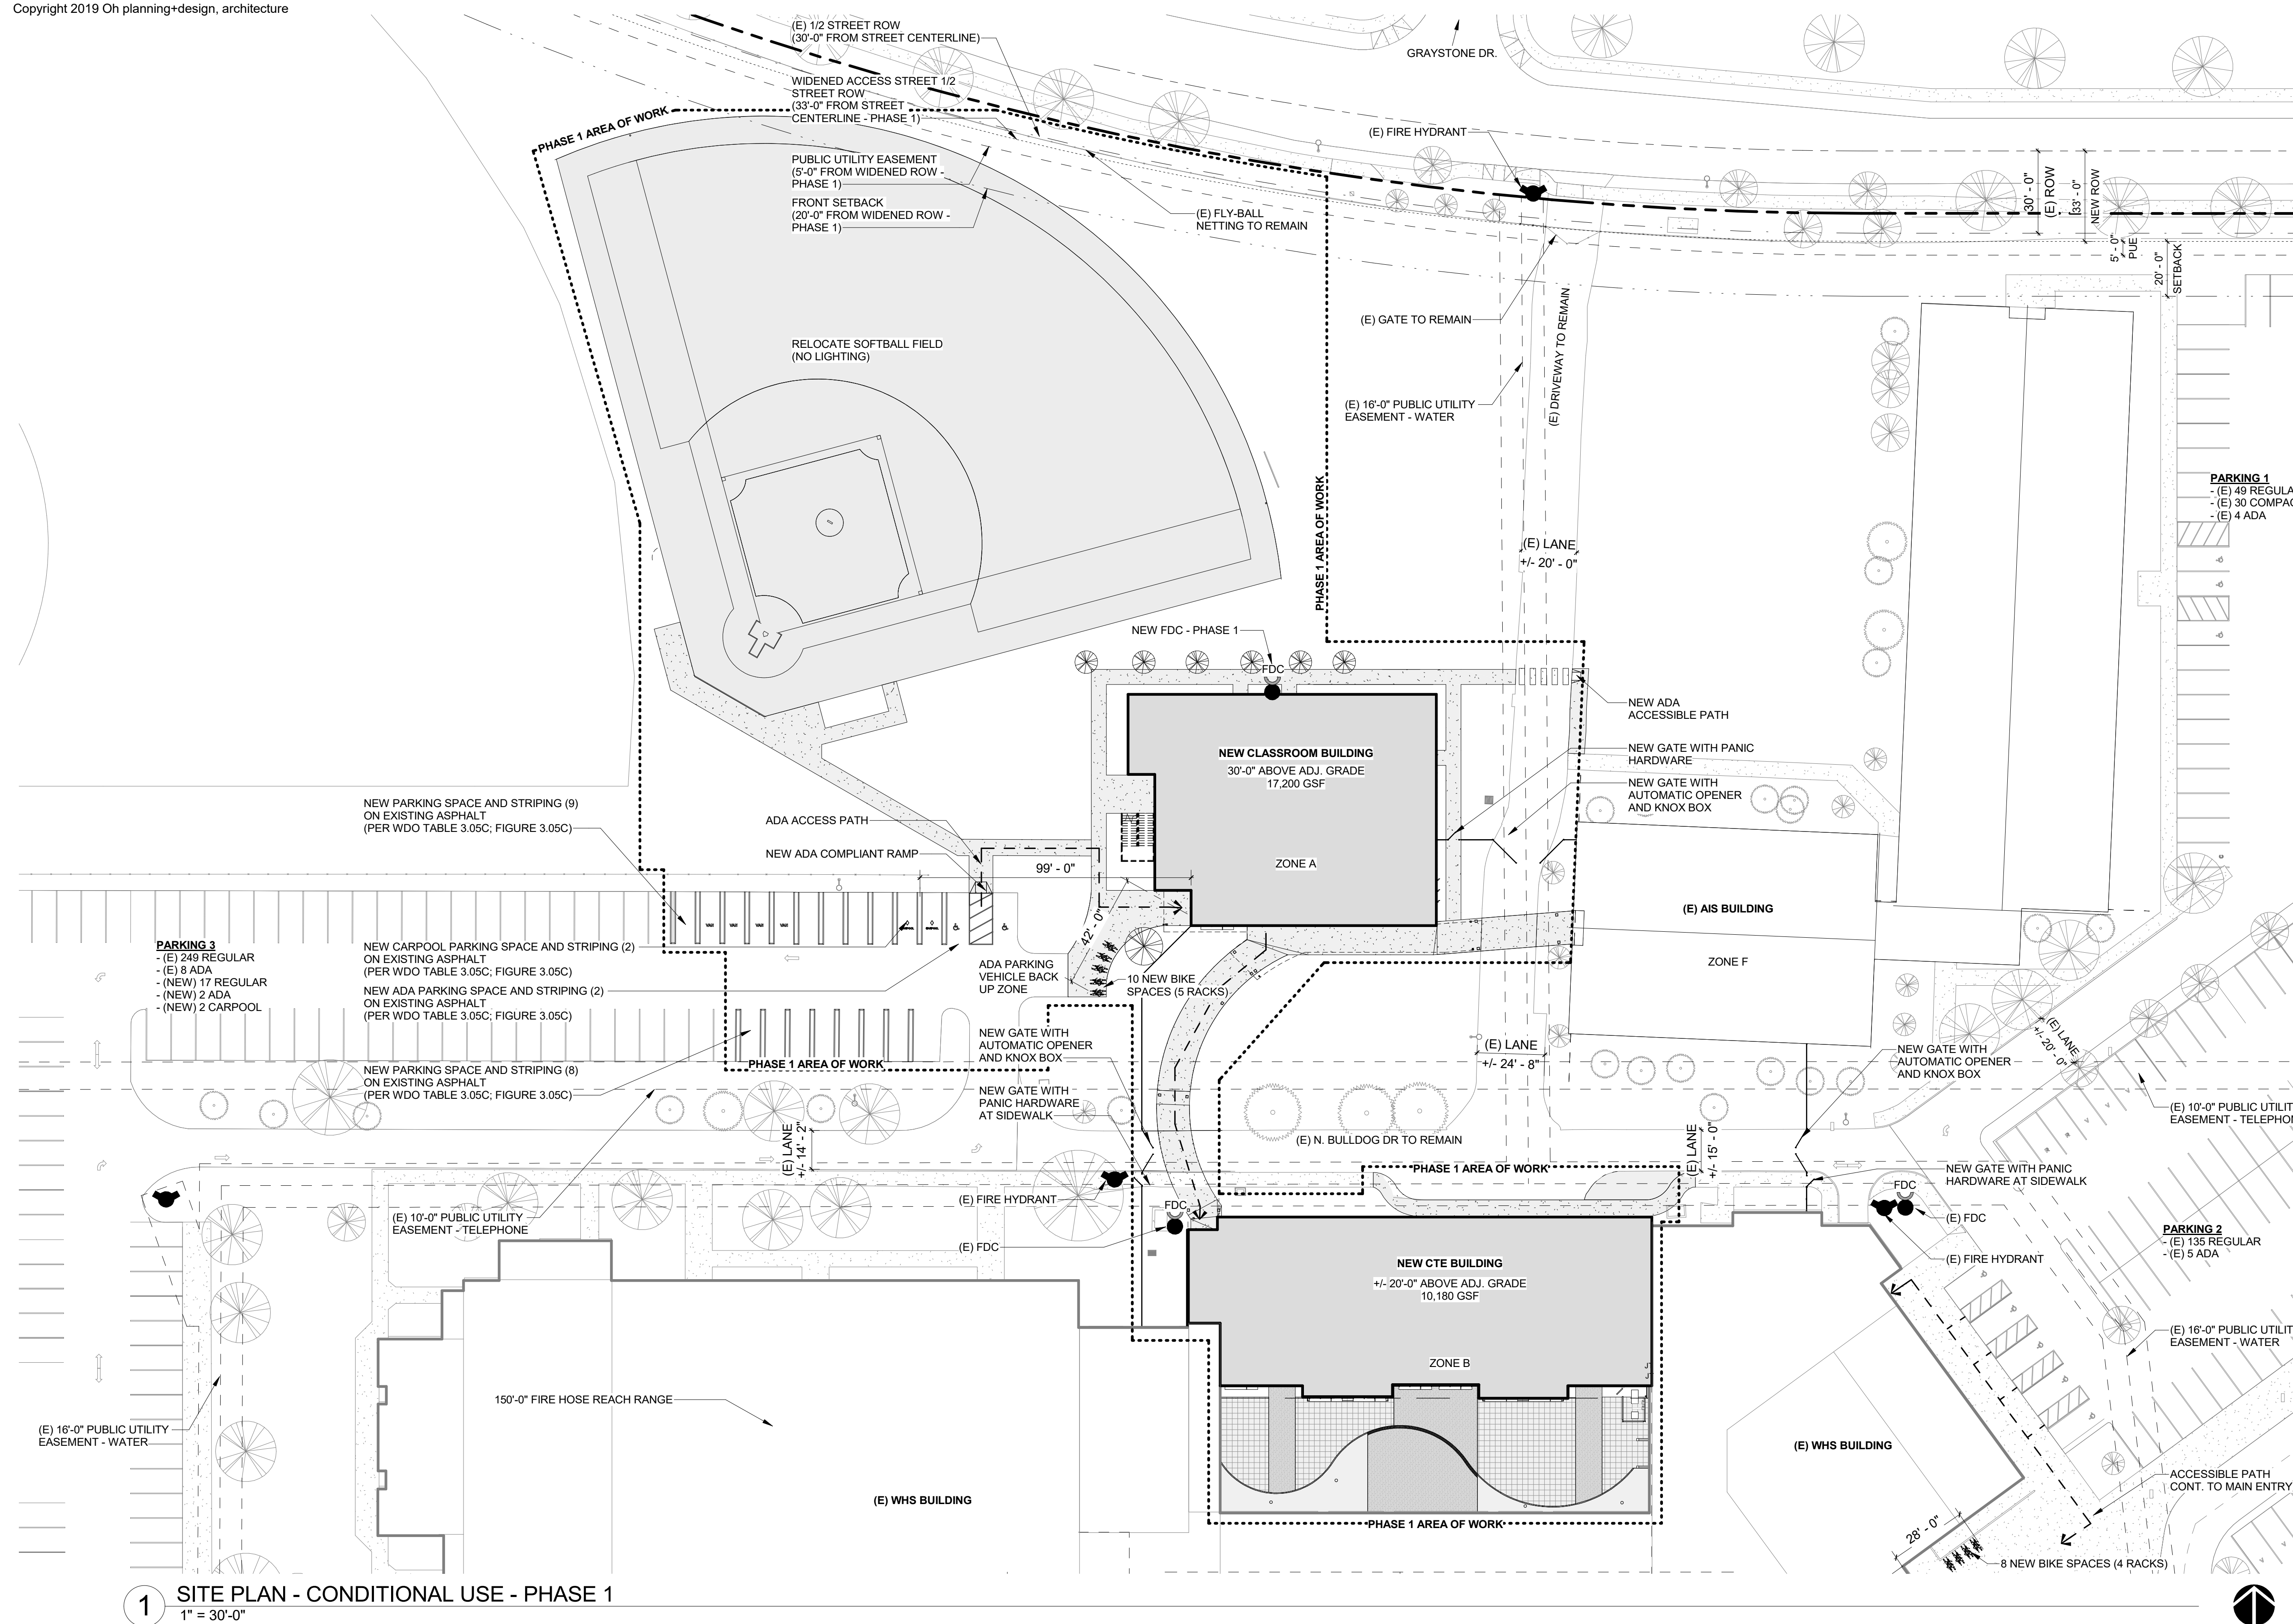 Copyright 2019 Oh planning+design, architecture
(E) 1/2 STREET ROW
(30'-0" FROM STREET CENTERLINE)
WIDENED ACCESS STREET 1/2
STREET ROW
(33'-0" FROM STREET
CENTERLINE - PHASE 1)
PUBLIC UTILITY EASEMENT
(5'-0" FROM WIDENED ROW -
PHASE 1)
FRONT SETBACK
(20'-0" FROM WIDENED ROW -
PHASE 1)
PHASE 1 AREA OF WORK
GRAYSTONE DR.
(E) FIRE HYDRANT
(E) FLY-BALL
NETTING TO REMAIN
30' - 0"
(E) ROW
33' - 0"
NEW ROW
5' - 0"
PUE
20' - 0"
SETBACK
(E) GATE TO REMAIN
(E) DRIVEWAY TO REMAIN
RELOCATE SOFTBALL FIELD
(NO LIGHTING)
(E) 16'-0" PUBLIC UTILITY
EASEMENT - WATER
PHASE 1 AREA OF WORK
PARKING 1
- (E) 49 REGULA
- (E) 30 COMPAC
- (E) 4 ADA
(E) LANE
+/- 20' - 0"
NEW FDC - PHASE 1
FDC
NEW ADA
ACCESSIBLE PATH
NEW CLASSROOM BUILDING
30'-0" ABOVE ADJ. GRADE
17,200 GSF
NEW GATE WITH PANIC
HARDWARE
NEW GATE WITH
AUTOMATIC OPENER
AND KNOX BOX
NEW PARKING SPACE AND STRIPING (9)
ON EXISTING ASPHALT
(PER WDO TABLE 3.05C; FIGURE 3.05C)
ADA ACCESS PATH
NEW ADA COMPLIANT RAMP
99' - 0"
ZONE A
(E) AIS BUILDING
ZONE F
42' - 0"
PARKING 3
- (E) 249 REGULAR
- (E) 8 ADA
- (NEW) 17 REGULAR
- (NEW) 2 ADA
- (NEW) 2 CARPOOL
NEW CARPOOL PARKING SPACE AND STRIPING (2)
ON EXISTING ASPHALT
(PER WDO TABLE 3.05C; FIGURE 3.05C)
NEW ADA PARKING SPACE AND STRIPING (2)
ON EXISTING ASPHALT
(PER WDO TABLE 3.05C; FIGURE 3.05C)
ADA PARKING
VEHICLE BACK
UP ZONE
10 NEW BIKE
SPACES (5 RACKS)
NEW GATE WITH
AUTOMATIC OPENER
AND KNOX BOX
(E) LANE
+/- 24' - 8"
(E) LANE
+/- 20' - 0"
NEW GATE WITH
AUTOMATIC OPENER
AND KNOX BOX
PHASE 1 AREA OF WORK
NEW PARKING SPACE AND STRIPING (8)
ON EXISTING ASPHALT
(PER WDO TABLE 3.05C; FIGURE 3.05C)
NEW GATE WITH
PANIC HARDWARE
AT SIDEWALK
(E) 10'-0" PUBLIC UTILIT
EASEMENT - TELEPHO
(E) LANE
+/- 14' - 2"
(E) N. BULLDOG DR TO REMAIN
(E) LANE
+/- 15' - 0"
PHASE 1 AREA OF WORK
NEW GATE WITH PANIC
HARDWARE AT SIDEWALK
(E) FIRE HYDRANT
FDC
FDC
(E) FDC
(E) 10'-0" PUBLIC UTILITY
EASEMENT - TELEPHONE
(E) FDC
(E) FIRE HYDRANT
PARKING 2
- (E) 135 REGULAR
- (E) 5 ADA
NEW CTE BUILDING
+/- 20'-0" ABOVE ADJ. GRADE
10,180 GSF
ZONE B
(E) 16'-0" PUBLIC UTILIT
EASEMENT - WATER
150'-0" FIRE HOSE REACH RANGE
(E) 16'-0" PUBLIC UTILITY
EASEMENT - WATER
(E) WHS BUILDING
(E) WHS BUILDING
ACCESSIBLE PATH
CONT. TO MAIN ENTRY
PHASE 1 AREA OF WORK
28' - 0"
8 NEW BIKE SPACES (4 RACKS)
1
SITE PLAN - CONDITIONAL USE - PHASE 1
1" = 30'-0"